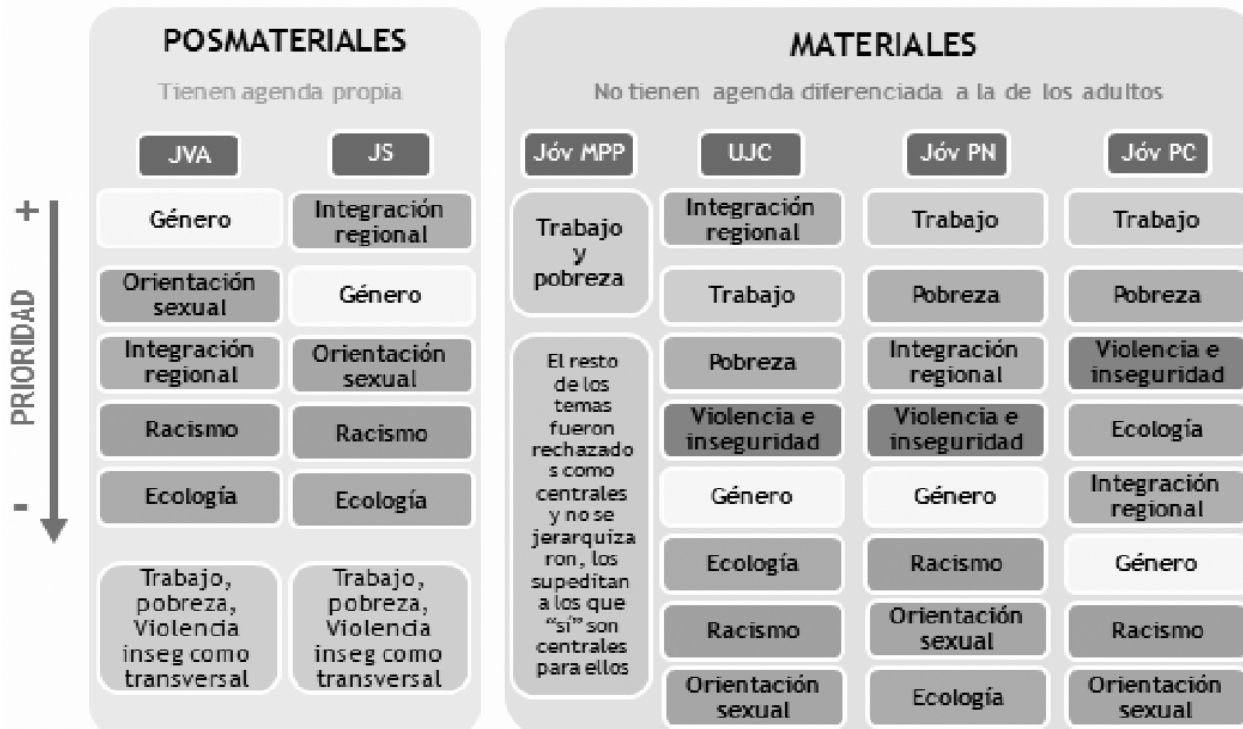 POSMATERIALES
Tienen agenda propia
JVA
JS
Género
Integración
regional
Orientación
sexual
Género
Integración
regional
Orientación
sexual
Racismo
Racismo
Ecología
Ecología
Trabajo,
pobreza,
Violencia
inseg como
transversal
Trabajo,
pobreza,
Violencia
inseg como
transversal
MATERIALES
No tienen agenda diferenciada a la de los adultos
Jóv MPP
UJC
Jóv PN
Jóv PC
Trabajo
y
pobreza
El resto
de los
temas
fueron
rechazado
s como
centrales
y no se
jerarquiza
ron, los
supeditan
a los que
“sí” son
centrales
para ellos
Integración
regional
Trabajo
Pobreza
Violencia e
inseguridad
Género
Ecología
Racismo
Orientación
sexual
Trabajo
Pobreza
Integración
regional
Violencia e
inseguridad
Género
Racismo
Orientación
sexual
Ecología
Trabajo
Pobreza
Violencia e
inseguridad
Ecología
Integración
regional
Género
Racismo
Orientación
sexual
+
PRIORIDAD
-